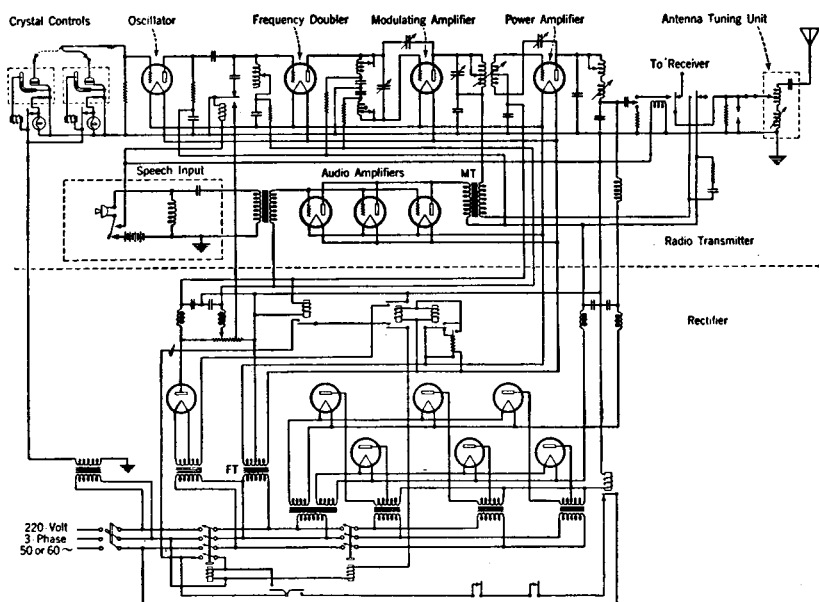 Crystal Controls
Oscillator
Frequency Doubler
Modulating Amplifier
Power Amplifier
Antenna Tuning Unit
To Receiver
Speech Input
Audio Amplifiers
MT
Radio Transmitter
Rectifier
FT
220 Volt
3 Phase
50 or 60 ~